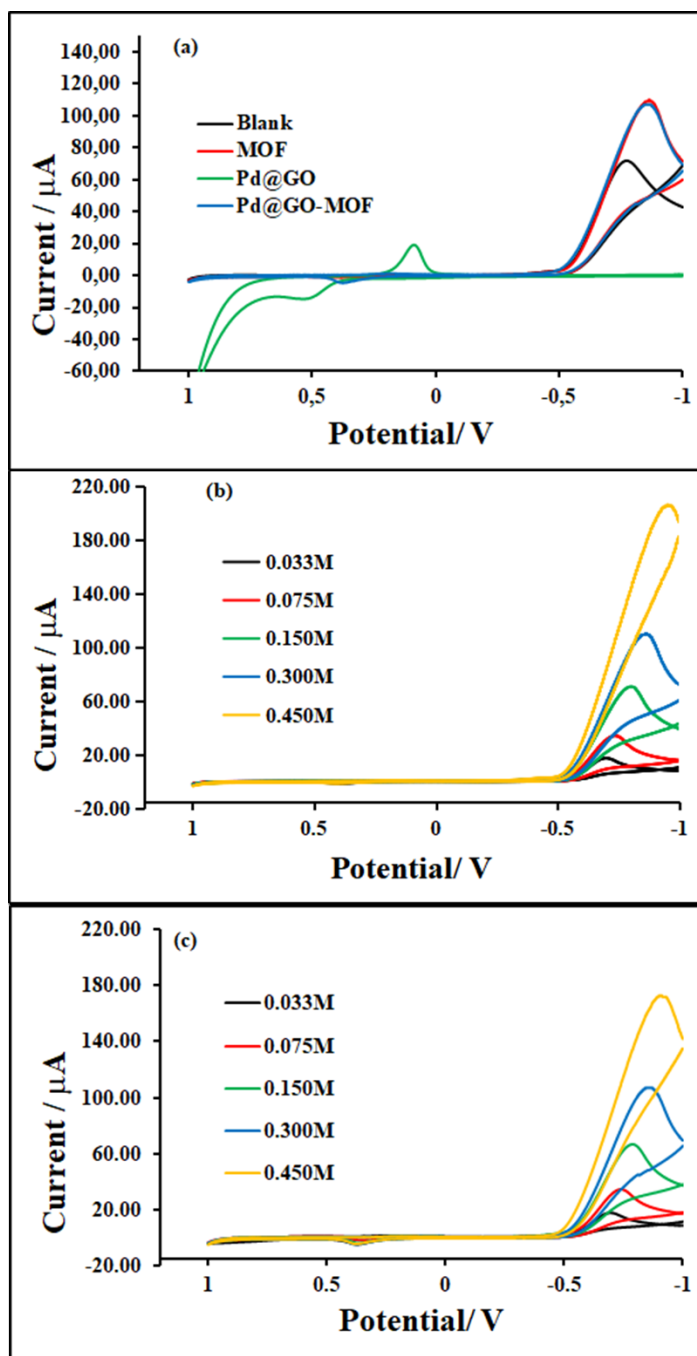 (a)
140,00
120,00
100,00
80,00
60,00
40,00
20,00
0,00
-20,00
-40,00
-60,00
Current / µA
Blank
MOF
Pd@GO
Pd@GO-MOF
1
0,5
0
-0,5
-1
Potential/ V
(b)
220.00
180.00
140.00
100.00
60.00
20.00
-20.00
Current / µA
0.033M
0.075M
0.150M
0.300M
0.450M
1
0.5
0
-0.5
-1
Potential/ V
(c)
220.00
180.00
140.00
100.00
60.00
20.00
-20.00
Current / µA
0.033M
0.075M
0.150M
0.300M
0.450M
1
0.5
0
-0.5
-1
Potential/ V